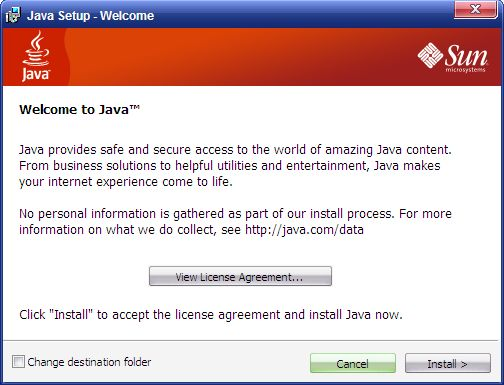 Java Setup - Welcome
Java
Sun
microsystems
Welcome to Java™
Java provides safe and secure access to the world of amazing Java content.
From business solutions to helpful utilities and entertainment, Java makes
your internet experience come to life.
No personal information is gathered as part of our install process. For more
information on what we do collect, see http://java.com/data
View License Agreement...
Click "Install" to accept the license agreement and install Java now.
Change destination folder
Cancel
Install >